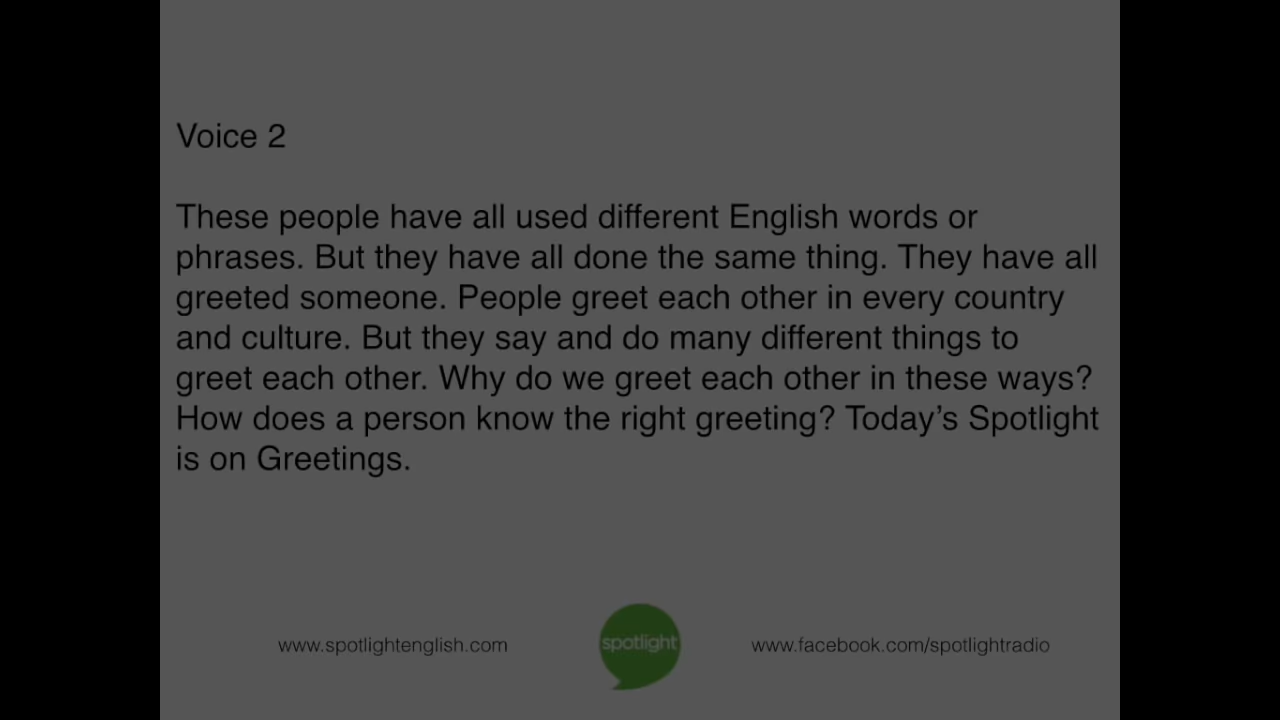 Voice 2
These people have all used different English words or
phrases. But they have all done the same thing. They have all
greeted someone. People greet each other in every country
and culture. But they say and do many different things to
greet each other. Why do we greet each other in these ways?
How does a person know the right greeting? Today’s Spotlight
is on Greetings.
www.spotlightenglish.com
spotlight
www.facebook.com/spotlightradio